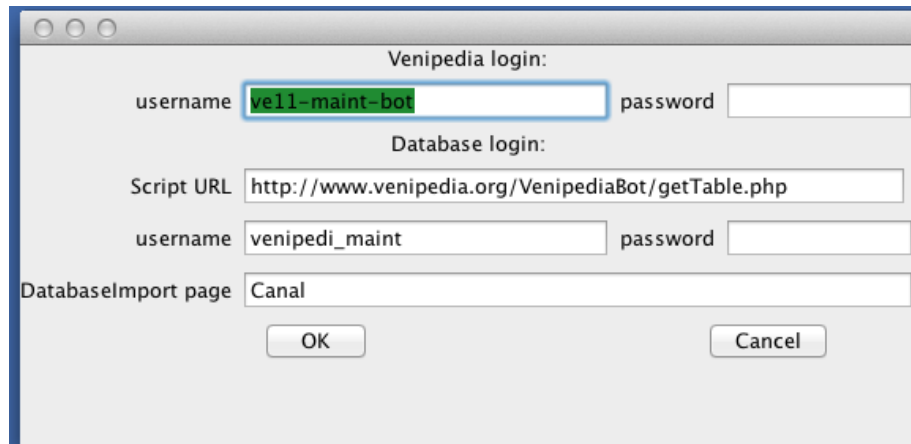 Venipedia login:
username ve11-maint-bot password
Database login:
Script URL http://www.venipedia.org/VenipediaBot/getTable.php
username venipedi_maint password
DatabaseImport page Canal
OK Cancel